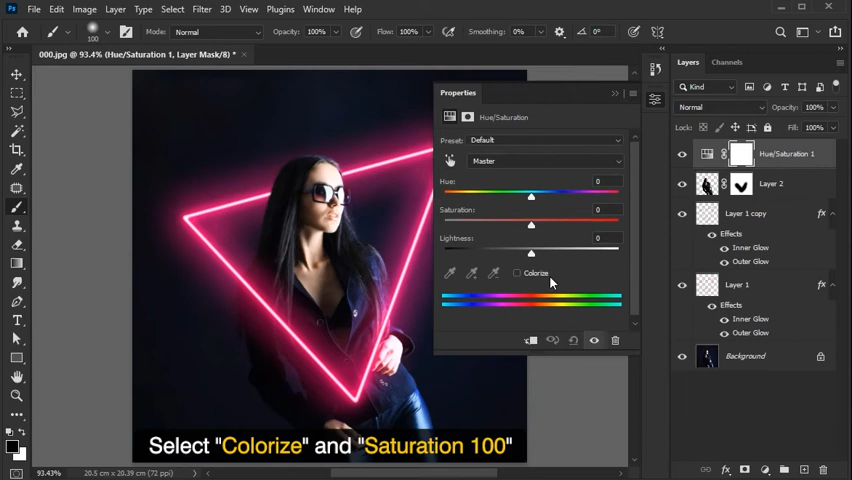 Ps File Edit Image Layer Type Select Filter 3D View Plugins Window Help
100 Mode: Normal Opacity: 100% Flow: 100% Smoothing: 0% 0°
000.jpg @ 93.4% (Hue/Saturation 1, Layer Mask/8) * ×
Properties
Hue/Saturation
Preset: Default
Master
Hue: 0
Saturation: 0
Lightness: 0
Colorize
Layers Channels
Kind
Normal Opacity: 100%
Lock: Fill: 100%
Hue/Saturation 1
Layer 2
Layer 1 copy fx
Effects
Inner Glow
Outer Glow
Layer 1 fx
Effects
Inner Glow
Outer Glow
Background
fx
Select "Colorize" and "Saturation 100"
93.43% 20.5 cm x 20.39 cm (72 ppi)